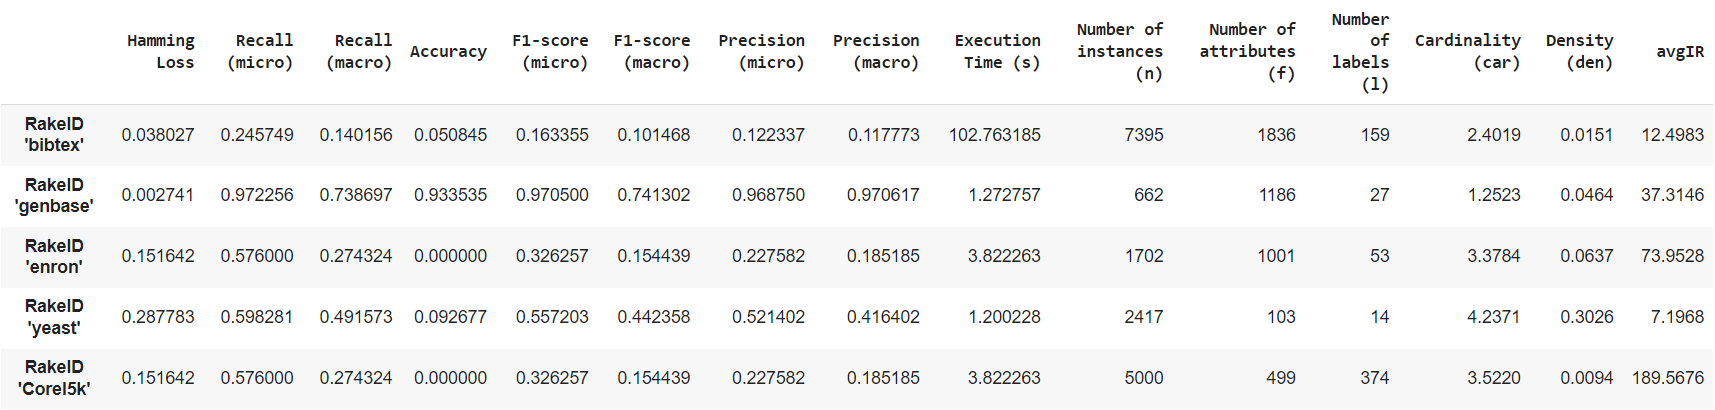 Hamming Loss Recall (micro) Recall (macro) Accuracy F1-score (micro) F1-score (macro) Precision (micro) Precision (macro) Execution Time (s) Number of instances (n) Number of attributes (f) Number of labels (l) Cardinality (car) Density (den) avgIR
RakelD 'bibtex' 0.038027 0.245749 0.140156 0.050845 0.163355 0.101468 0.122337 0.117773 102.763185 7395 1836 159 2.4019 0.0151 12.4983
RakelD 'genbase' 0.002741 0.972256 0.738697 0.933535 0.970500 0.741302 0.968750 0.970617 1.272757 662 1186 27 1.2523 0.0464 37.3146
RakelD 'enron' 0.151642 0.576000 0.274324 0.000000 0.326257 0.154439 0.227582 0.185185 3.822263 1702 1001 53 3.3784 0.0637 73.9528
RakelD 'yeast' 0.287783 0.598281 0.491573 0.092677 0.557203 0.442358 0.521402 0.416402 1.200228 2417 103 14 4.2371 0.3026 7.1968
RakelD 'Corel5k' 0.151642 0.576000 0.274324 0.000000 0.326257 0.154439 0.227582 0.185185 3.822263 5000 499 374 3.5220 0.0094 189.5676